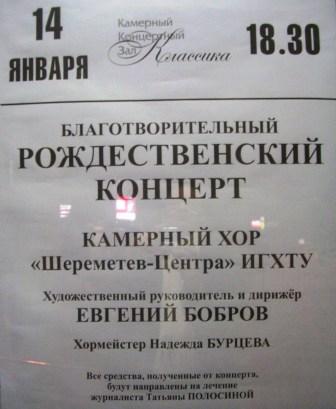 14
ЯНВАРЯ
Камерный
Концертный
Зал
Классика
18.30
БЛАГОТВОРИТЕЛЬНЫЙ
РОЖДЕСТВЕНСКИЙ
КОНЦЕРТ
КАМЕРНЫЙ ХОР
«Шереметев-Центра» ИГХТУ
Художественный руководитель и дирижёр
ЕВГЕНИЙ БОБРОВ
Хормейстер Надежда БУРЦЕВА
Все средства, полученные от концерта,
будут направлены на лечение
журналиста Татьяны ПОЛОСИНОЙ